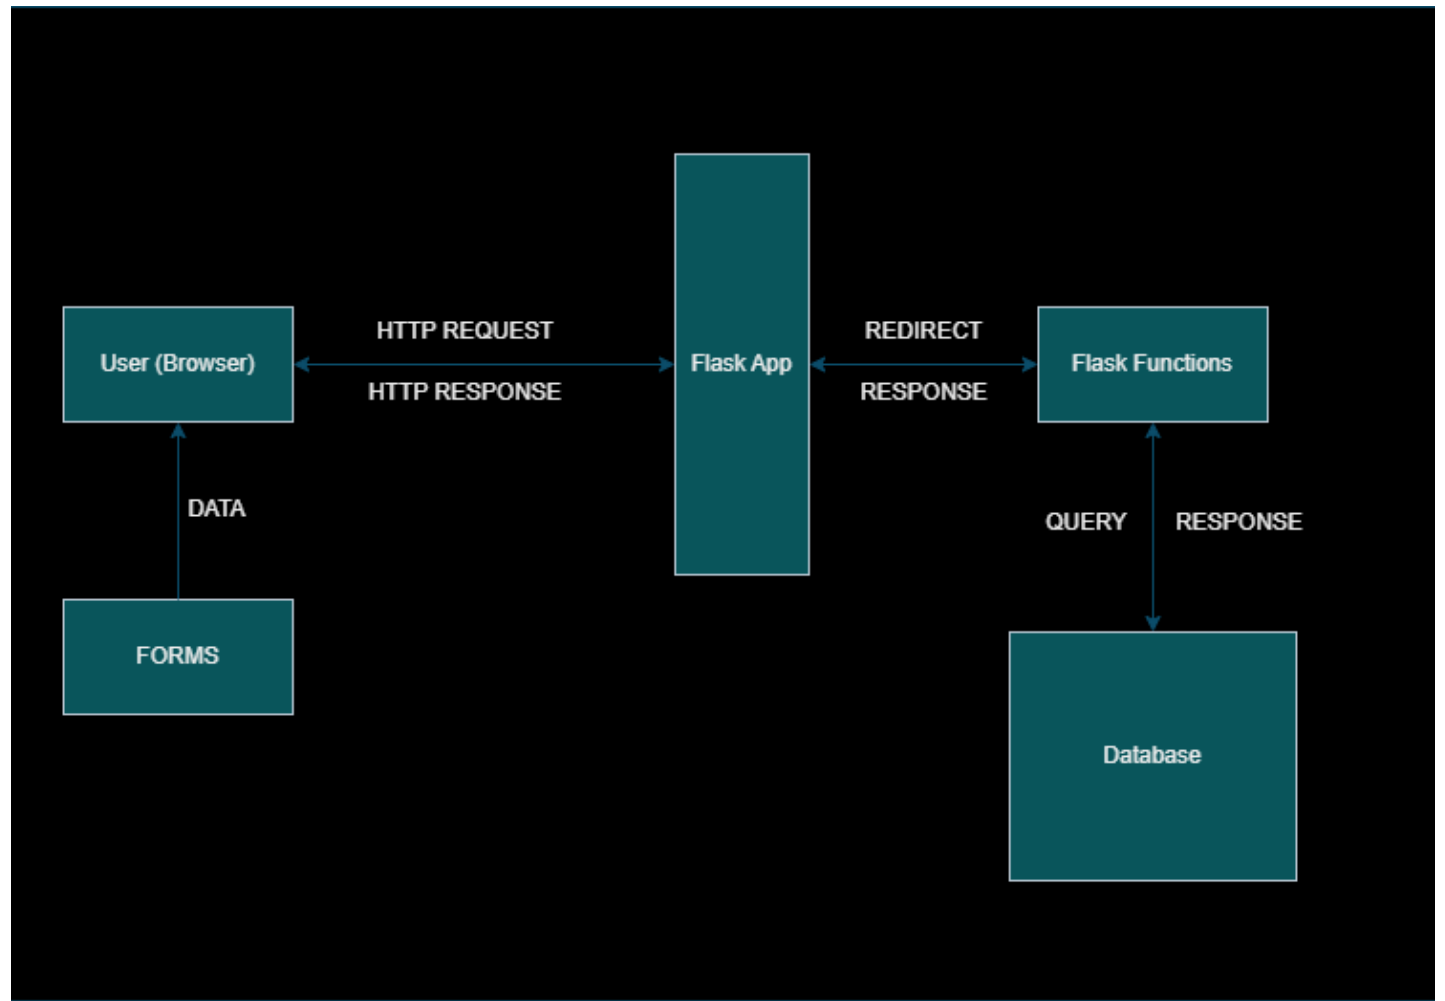 HTTP REQUEST
REDIRECT
User (Browser)
Flask App
Flask Functions
HTTP RESPONSE
RESPONSE
DATA
QUERY
RESPONSE
FORMS
Database